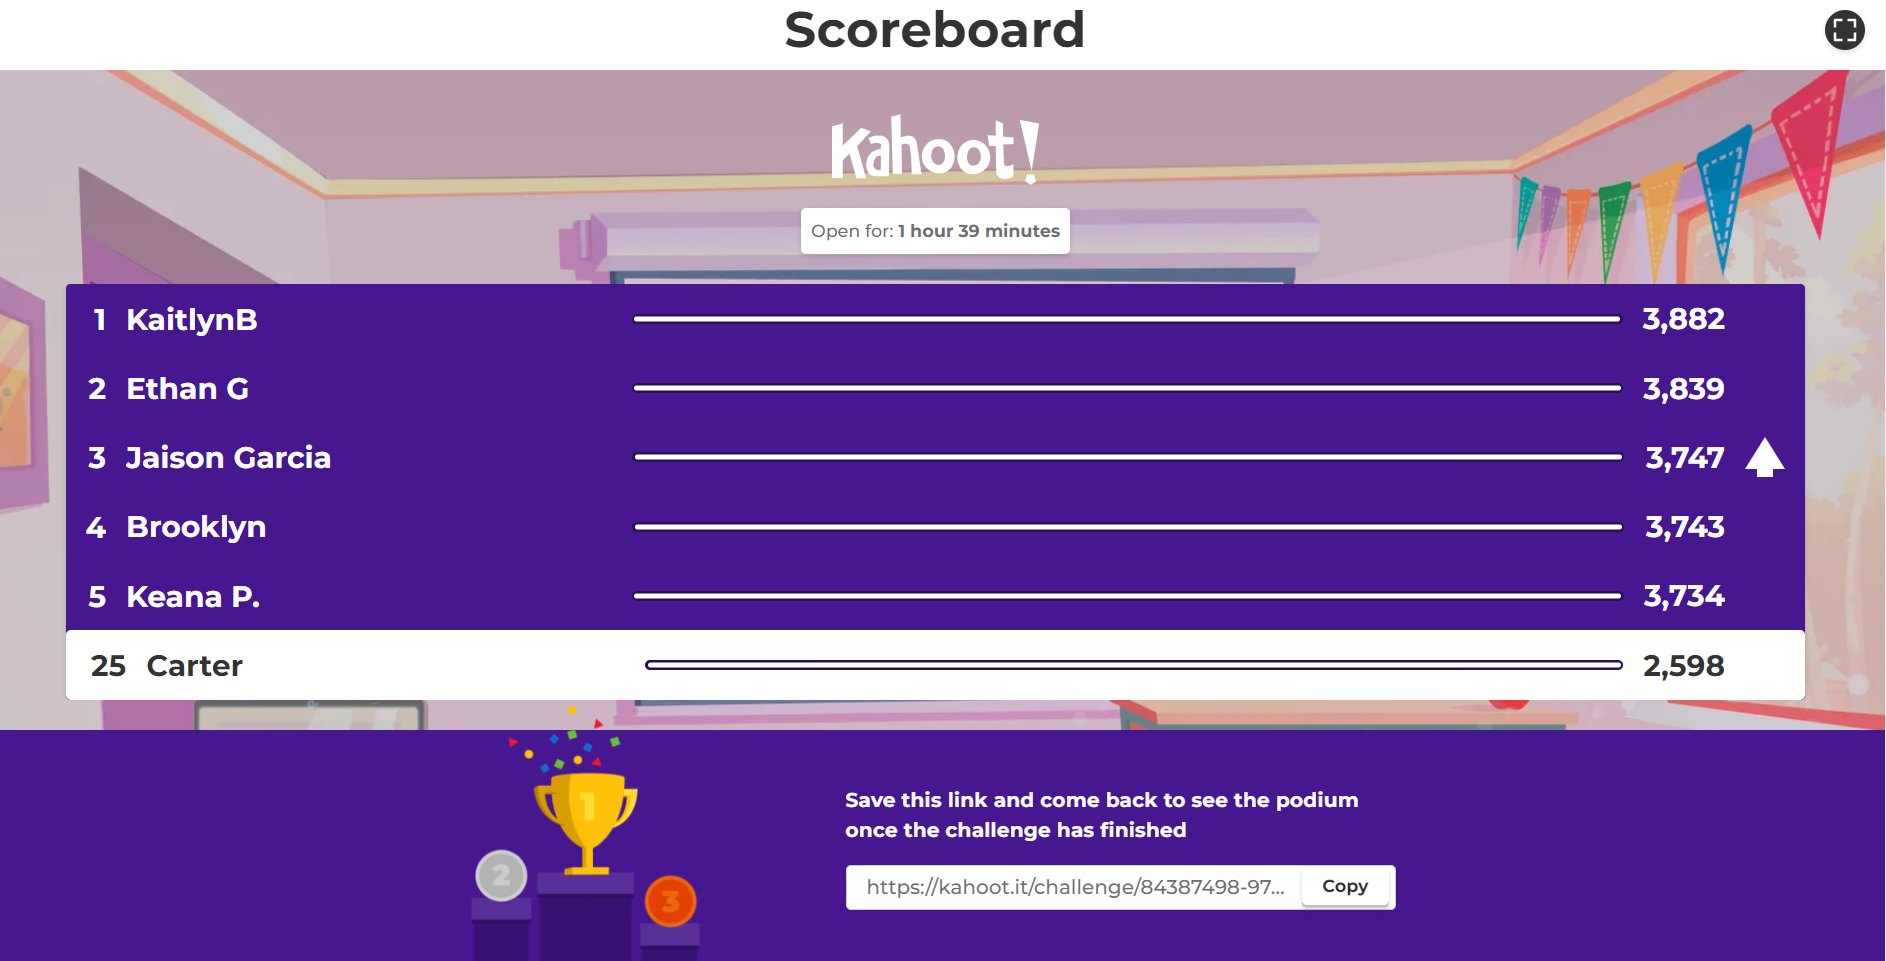 Scoreboard
Kahoot!
Open for: 1 hour 39 minutes
1 KaitlynB 3,882
2 Ethan G 3,839
3 Jaison Garcia 3,747
4 Brooklyn 3,743
5 Keana P. 3,734
25 Carter 2,598
1
2
3
Save this link and come back to see the podium
once the challenge has finished
https://kahoot.it/challenge/84387498-97... Copy